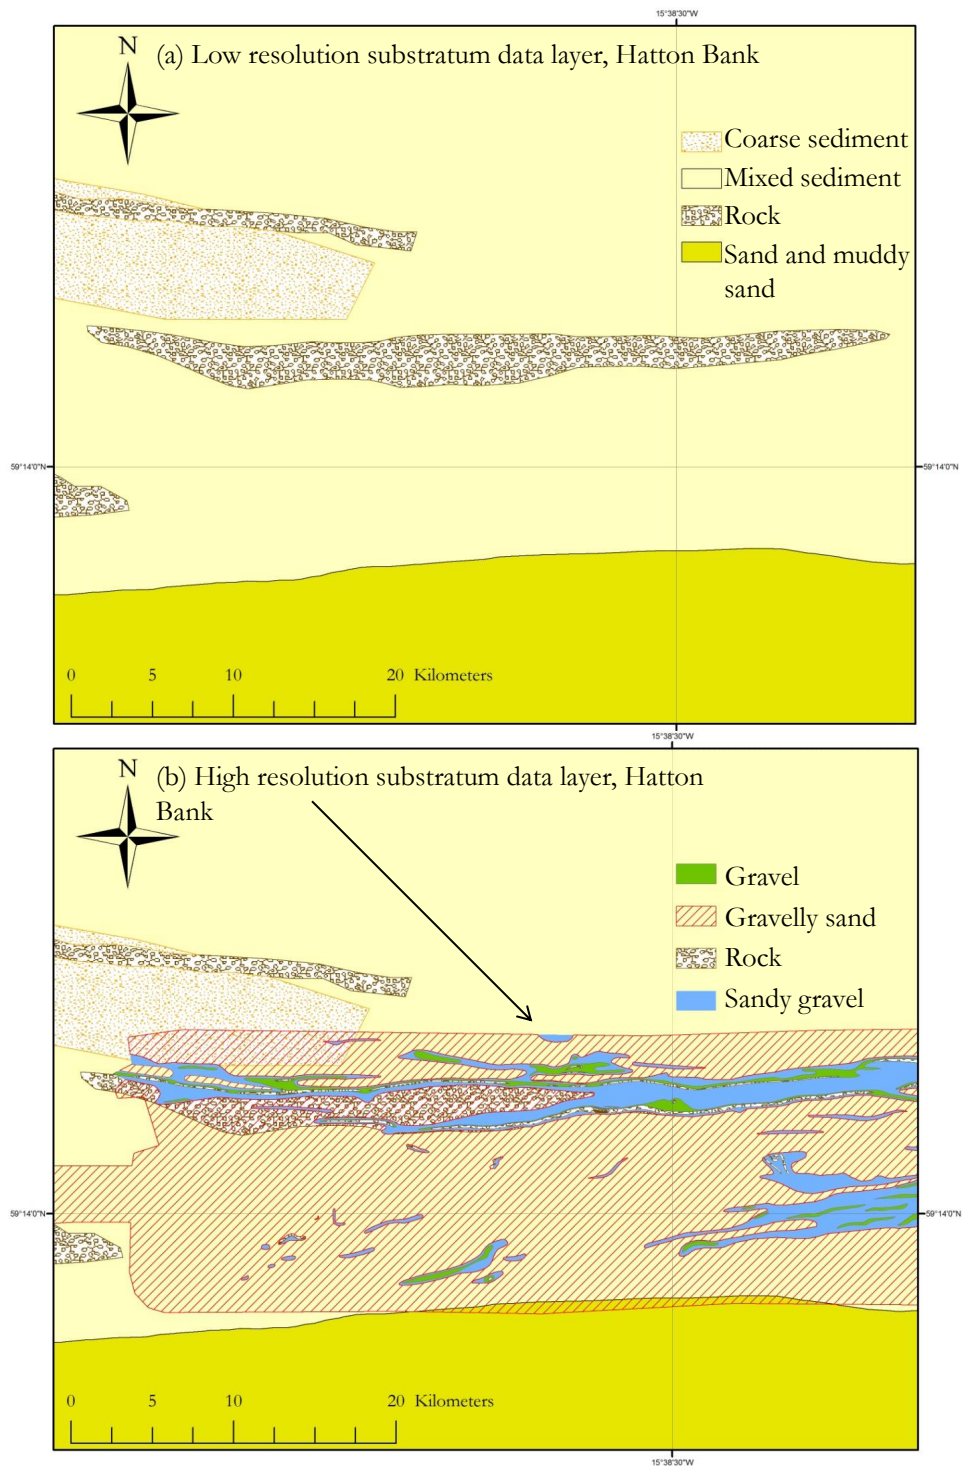 15°38'30"W
N
(a) Low resolution substratum data layer, Hatton Bank
Coarse sediment
Mixed sediment
Rock
Sand and muddy
sand
59°14'0"N
59°14'0"N
0 5 10 20 Kilometers
15°38'30"W
N
(b) High resolution substratum data layer, Hatton
Bank
Gravel
Gravelly sand
Rock
Sandy gravel
59°14'0"N
59°14'0"N
0 5 10 20 Kilometers
15°38'30"W